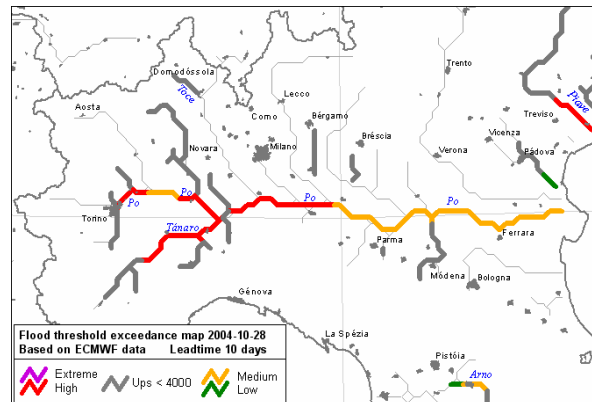 Domodóssola
Toce
Trento
Aosta
Lecco
Como
Bérgamo
Piave
Treviso
Novara
Milano
Bréscia
Vicenza
Pádova
Verona
Po
Po
Po
Po
Torino
Tánaro
Parma
Ferrara
Módena
Bologna
Génova
La Spézia
Pistóia
Arno
Flood threshold exceedance map 2004-10-28
Based on ECMWF data Leadtime 10 days
Extreme
High
Ups < 4000
Medium
Low